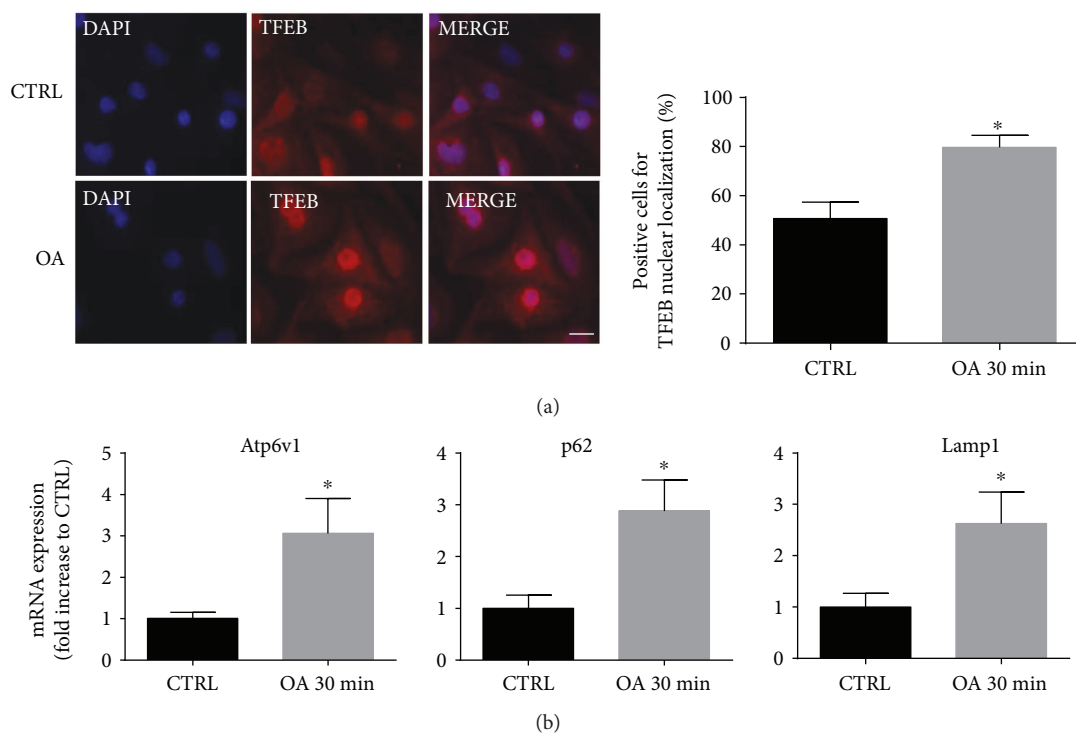 DAPI TFEB MERGE
CTRL
DAPI TFEB MERGE
OA
Positive cells for
TFEB nuclear localization (%)
100
80
60
40
20
0
*
CTRL OA 30 min
(a)
mRNA expression
(fold increase to CTRL)
Atp6v1
5
4
3
2
1
0
*
CTRL OA 30 min
p62
4
3
2
1
0
*
CTRL OA 30 min
Lamp1
4
3
2
1
0
*
CTRL OA 30 min
(b)